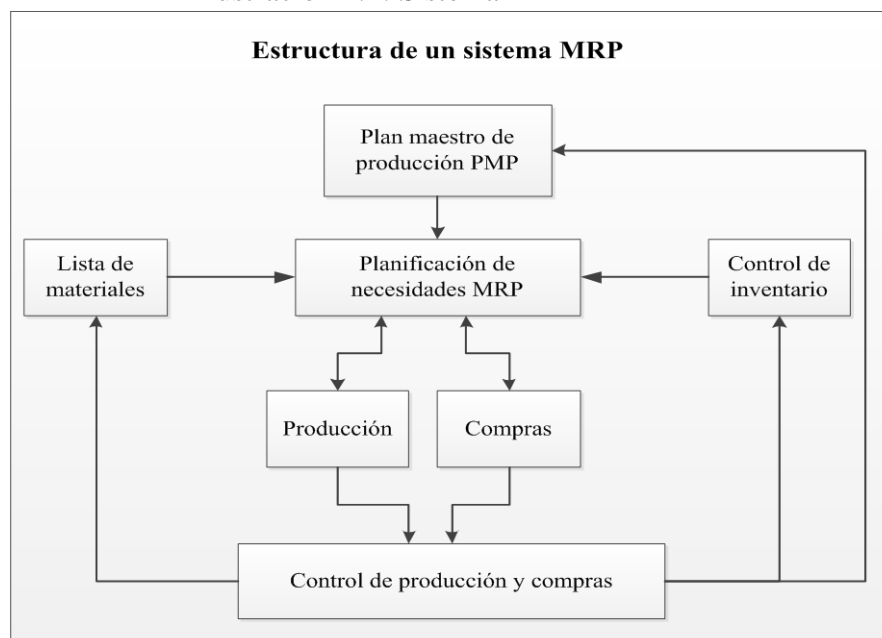 Estructura de un sistema MRP
Plan maestro de
producción PMP
Lista de
materiales
Planificación de
necesidades MRP
Control de
inventario
Producción
Compras
Control de producción y compras